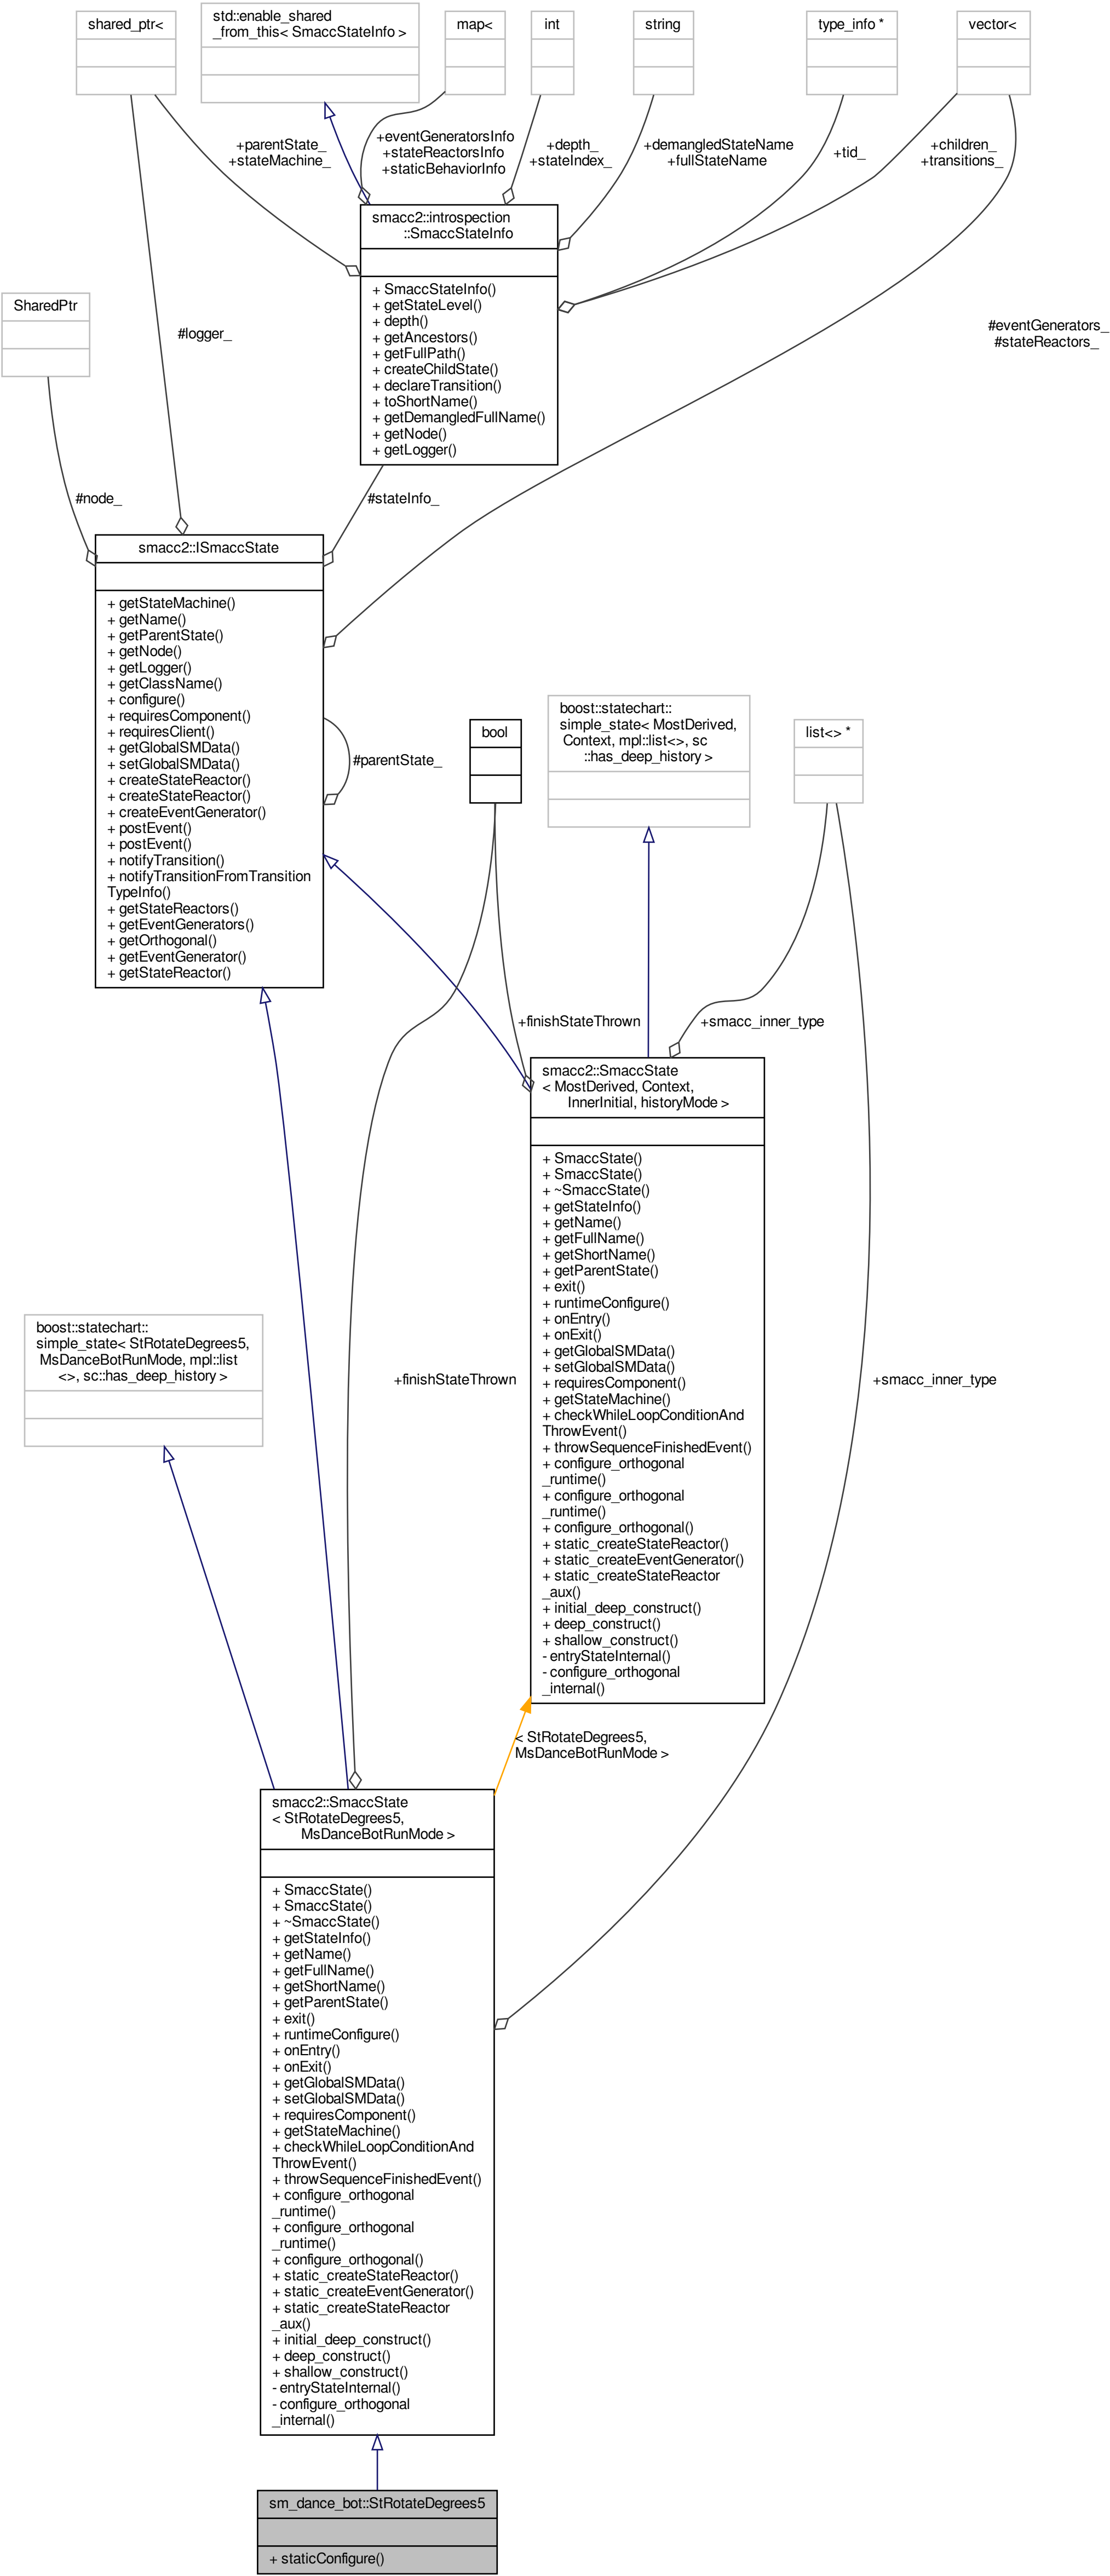 shared_ptr<
std::enable_shared
_from_this< SmaccStateInfo >
map<
int
string
type_info *
vector<
+parentState_
+stateMachine_
+eventGeneratorsInfo
+stateReactorsInfo
+staticBehaviorInfo
+depth_
+stateIndex_
+demangledStateName
+fullStateName
+tid_
+children_
+transitions_
smacc2::introspection
::SmaccStateInfo
+ SmaccStateInfo()
+ getStateLevel()
+ depth()
+ getAncestors()
+ getFullPath()
+ createChildState()
+ declareTransition()
+ toShortName()
+ getDemangledFullName()
+ getNode()
+ getLogger()
SharedPtr
#logger_
#eventGenerators_
#stateReactors_
#node_
#stateInfo_
smacc2::ISmaccState
+ getStateMachine()
+ getName()
+ getParentState()
+ getNode()
+ getLogger()
+ getClassName()
+ configure()
+ requiresComponent()
+ requiresClient()
+ getGlobalSMData()
+ setGlobalSMData()
+ createStateReactor()
+ createStateReactor()
+ createEventGenerator()
+ postEvent()
+ postEvent()
+ notifyTransition()
+ notifyTransitionFromTransition
TypeInfo()
+ getStateReactors()
+ getEventGenerators()
+ getOrthogonal()
+ getEventGenerator()
+ getStateReactor()
#parentState_
bool
boost::statechart::
simple_state< MostDerived,
Context, mpl::list<>, sc
::has_deep_history >
list<> *
+finishStateThrown
+smacc_inner_type
smacc2::SmaccState
< MostDerived, Context,
InnerInitial, historyMode >
+ SmaccState()
+ SmaccState()
+ ~SmaccState()
+ getStateInfo()
+ getName()
+ getFullName()
+ getShortName()
+ getParentState()
+ exit()
+ runtimeConfigure()
+ onEntry()
+ onExit()
+ getGlobalSMData()
+ setGlobalSMData()
+ requiresComponent()
+ getStateMachine()
+ checkWhileLoopConditionAnd
ThrowEvent()
+ throwSequenceFinishedEvent()
+ configure_orthogonal
_runtime()
+ configure_orthogonal
_runtime()
+ configure_orthogonal()
+ static_createStateReactor()
+ static_createEventGenerator()
+ static_createStateReactor
_aux()
+ initial_deep_construct()
+ deep_construct()
+ shallow_construct()
- entryStateInternal()
- configure_orthogonal
_internal()
boost::statechart::
simple_state< StRotateDegrees5,
MsDanceBotRunMode, mpl::list
<>, sc::has_deep_history >
+finishStateThrown
+smacc_inner_type
< StRotateDegrees5,
MsDanceBotRunMode >
smacc2::SmaccState
< StRotateDegrees5,
MsDanceBotRunMode >
+ SmaccState()
+ SmaccState()
+ ~SmaccState()
+ getStateInfo()
+ getName()
+ getFullName()
+ getShortName()
+ getParentState()
+ exit()
+ runtimeConfigure()
+ onEntry()
+ onExit()
+ getGlobalSMData()
+ setGlobalSMData()
+ requiresComponent()
+ getStateMachine()
+ checkWhileLoopConditionAnd
ThrowEvent()
+ throwSequenceFinishedEvent()
+ configure_orthogonal
_runtime()
+ configure_orthogonal
_runtime()
+ configure_orthogonal()
+ static_createStateReactor()
+ static_createEventGenerator()
+ static_createStateReactor
_aux()
+ initial_deep_construct()
+ deep_construct()
+ shallow_construct()
- entryStateInternal()
- configure_orthogonal
_internal()
sm_dance_bot::StRotateDegrees5
+ staticConfigure()